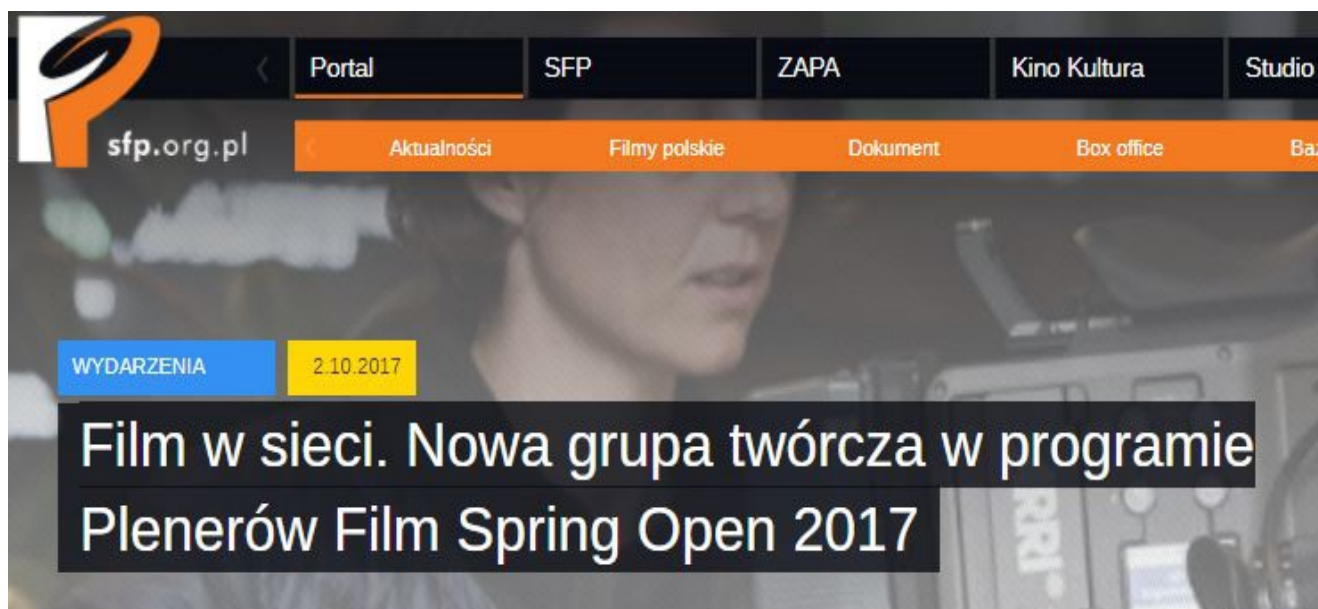 Portal SFP ZAPA Kino Kultura Studio
sfp.org.pl
Aktualności Filmy polskie Dokument Box office
WYDARZENIA 2.10.2017
Film w sieci. Nowa grupa twórcza w programie
Plenerów Film Spring Open 2017